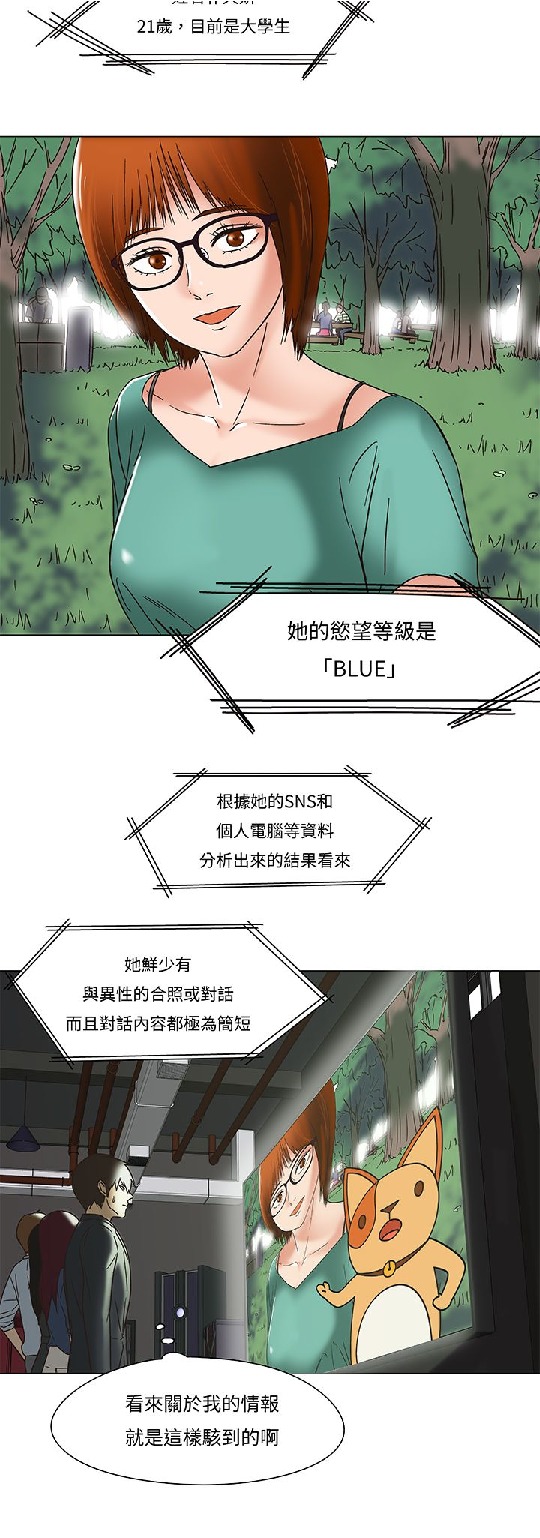 21歲，目前是大學生
她的慾望等級是
「BLUE」
根據她的SNS和
個人電腦等資料
分析出來的結果看來
她鮮少有
與異性的合照或對話
而且對話內容都極為簡短
看來關於我的情報
就是這樣駭到的啊